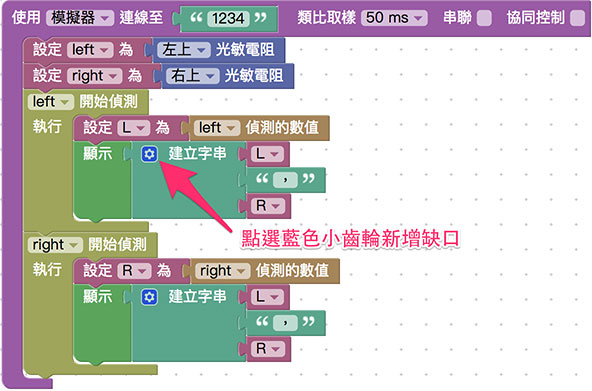 使用 模擬器 連線至 “ 1234 ” 類比取樣 50 ms 串聯 協同控制
設定 left 為 左上 光敏電阻
設定 right 為 右上 光敏電阻
left 開始偵測
執行 設定 L 為 left 偵測的數值
顯示 建立字串 L
“ , ”
R
點選藍色小齒輪新增缺口
right 開始偵測
執行 設定 R 為 right 偵測的數值
顯示 建立字串 L
“ , ”
R